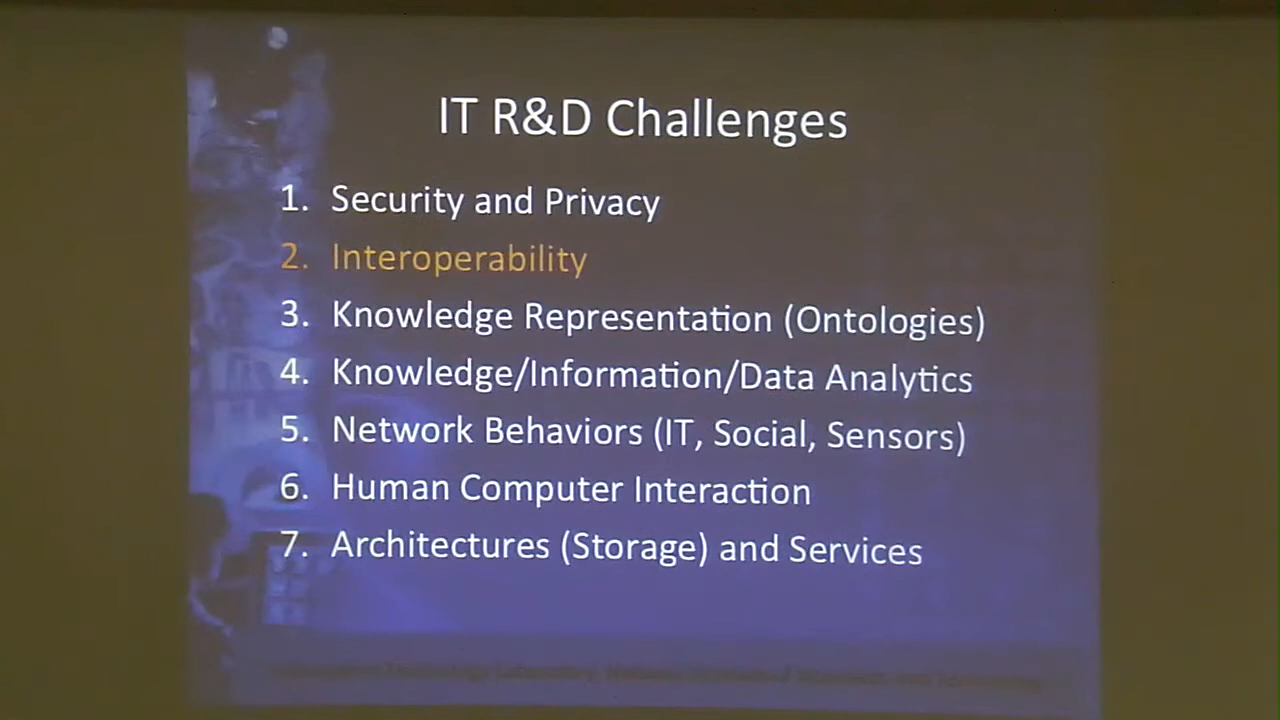 IT R&D Challenges
1. Security and Privacy
2. Interoperability
3. Knowledge Representation (Ontologies)
4. Knowledge/Information/Data Analytics
5. Network Behaviors (IT, Social, Sensors)
6. Human Computer Interaction
7. Architectures (Storage) and Services